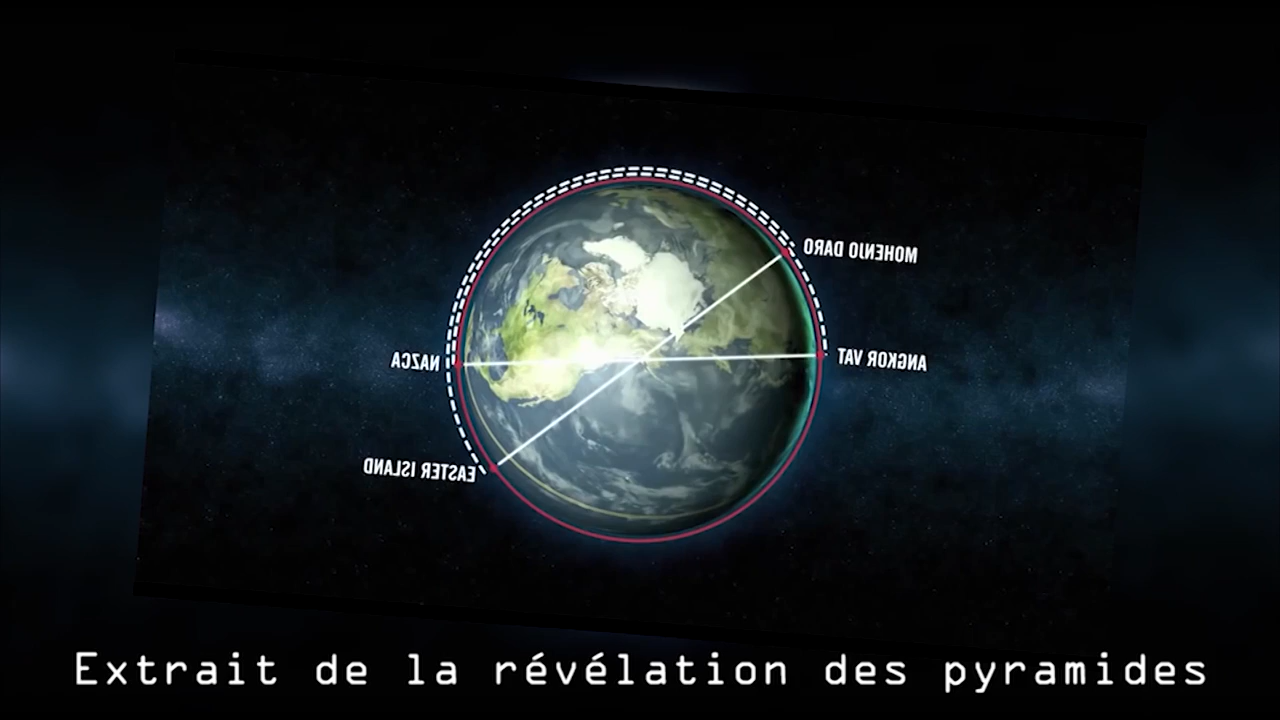 MOHENJO DARO
ANGKOR VAT
NAZCA
EASTER ISLAND
Extrait de la révélation des pyramides